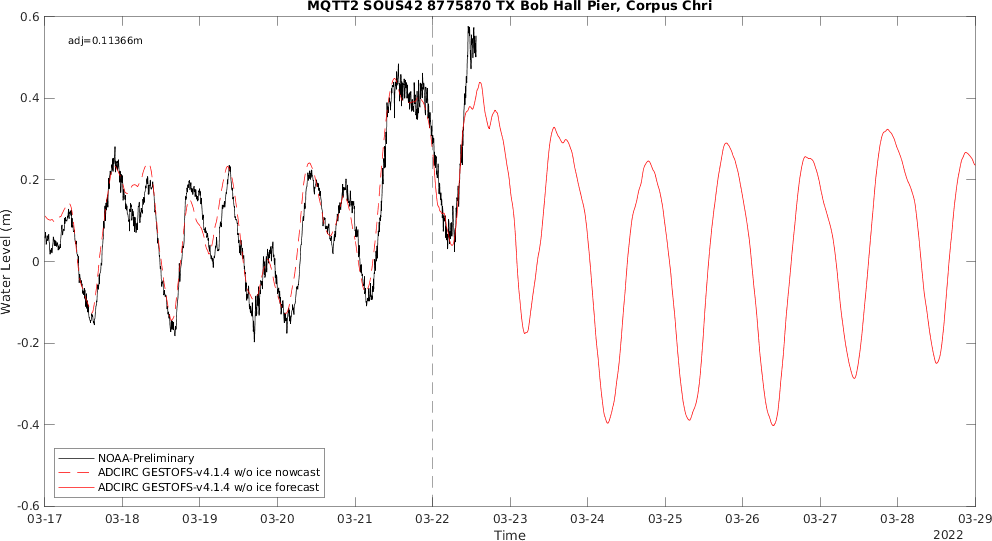 MQTT2 SOUS42 8775870 TX Bob Hall Pier, Corpus Chri
adj=0.11366m
0.6
0.4
0.2
0
-0.2
-0.4
-0.6
Water Level (m)
NOAA-Preliminary
ADCIRC GESTOFS-v4.1.4 w/o ice nowcast
ADCIRC GESTOFS-v4.1.4 w/o ice forecast
03-17 03-18 03-19 03-20 03-21 03-22 03-23 03-24 03-25 03-26 03-27 03-28 03-29
Time
2022